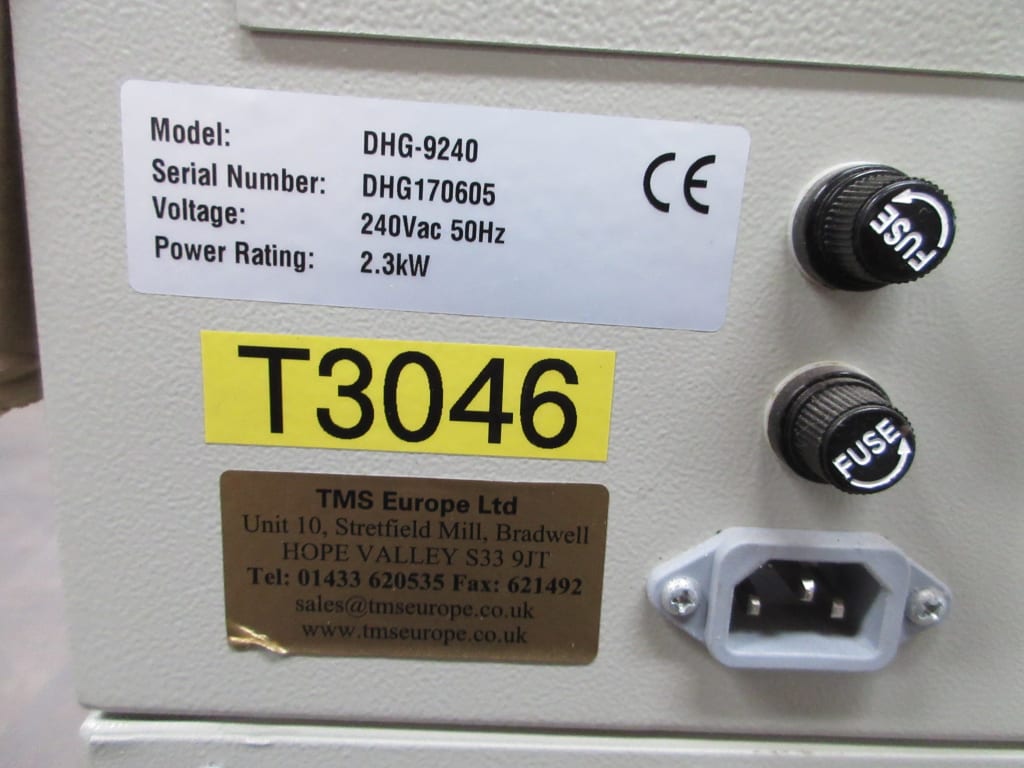 Model: DHG-9240
Serial Number: DHG170605
Voltage: 240Vac 50Hz
Power Rating: 2.3kW
CE
FUSE
T3046
FUSE
TMS Europe Ltd
Unit 10, Stretfield Mill, Bradwell
HOPE VALLEY S33 9JT
Tel: 01433 620535 Fax: 621492
sales@tmseurope.co.uk
www.tmseurope.co.uk